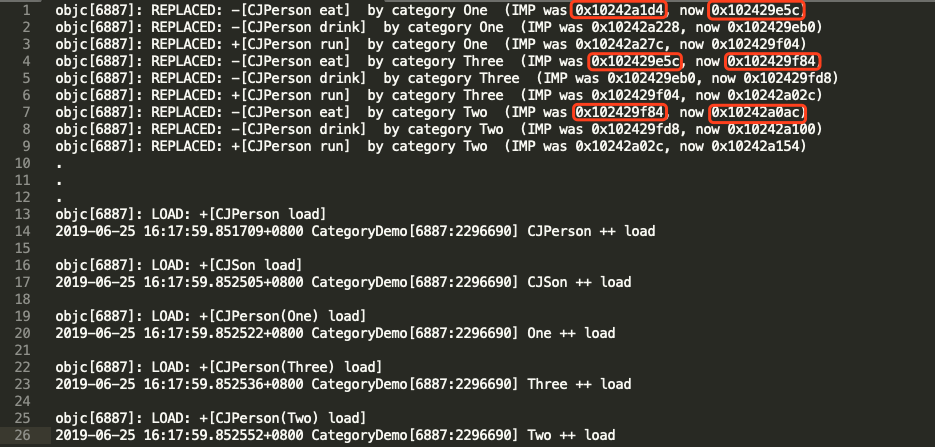 1 objc[6887]: REPLACED: -[CJPerson eat]  by category One  (IMP was 0x10242a1d4, now 0x102429e5c)
2 objc[6887]: REPLACED: -[CJPerson drink]  by category One  (IMP was 0x10242a228, now 0x102429eb0)
3 objc[6887]: REPLACED: +[CJPerson run]  by category One  (IMP was 0x10242a27c, now 0x102429f04)
4 objc[6887]: REPLACED: -[CJPerson eat]  by category Three  (IMP was 0x102429e5c, now 0x102429f84)
5 objc[6887]: REPLACED: -[CJPerson drink]  by category Three  (IMP was 0x102429eb0, now 0x102429fd8)
6 objc[6887]: REPLACED: +[CJPerson run]  by category Three  (IMP was 0x102429f04, now 0x10242a02c)
7 objc[6887]: REPLACED: -[CJPerson eat]  by category Two  (IMP was 0x102429f84, now 0x10242a0ac)
8 objc[6887]: REPLACED: -[CJPerson drink]  by category Two  (IMP was 0x102429fd8, now 0x10242a100)
9 objc[6887]: REPLACED: +[CJPerson run]  by category Two  (IMP was 0x10242a02c, now 0x10242a154)
10 .
11 .
12 .
13 objc[6887]: LOAD: +[CJPerson load]
14 2019-06-25 16:17:59.851709+0800 CategoryDemo[6887:2296690] CJPerson ++ load
15
16 objc[6887]: LOAD: +[CJSon load]
17 2019-06-25 16:17:59.852505+0800 CategoryDemo[6887:2296690] CJSon ++ load
18
19 objc[6887]: LOAD: +[CJPerson(One) load]
20 2019-06-25 16:17:59.852522+0800 CategoryDemo[6887:2296690] One ++ load
21
22 objc[6887]: LOAD: +[CJPerson(Three) load]
23 2019-06-25 16:17:59.852536+0800 CategoryDemo[6887:2296690] Three ++ load
24
25 objc[6887]: LOAD: +[CJPerson(Two) load]
26 2019-06-25 16:17:59.852552+0800 CategoryDemo[6887:2296690] Two ++ load